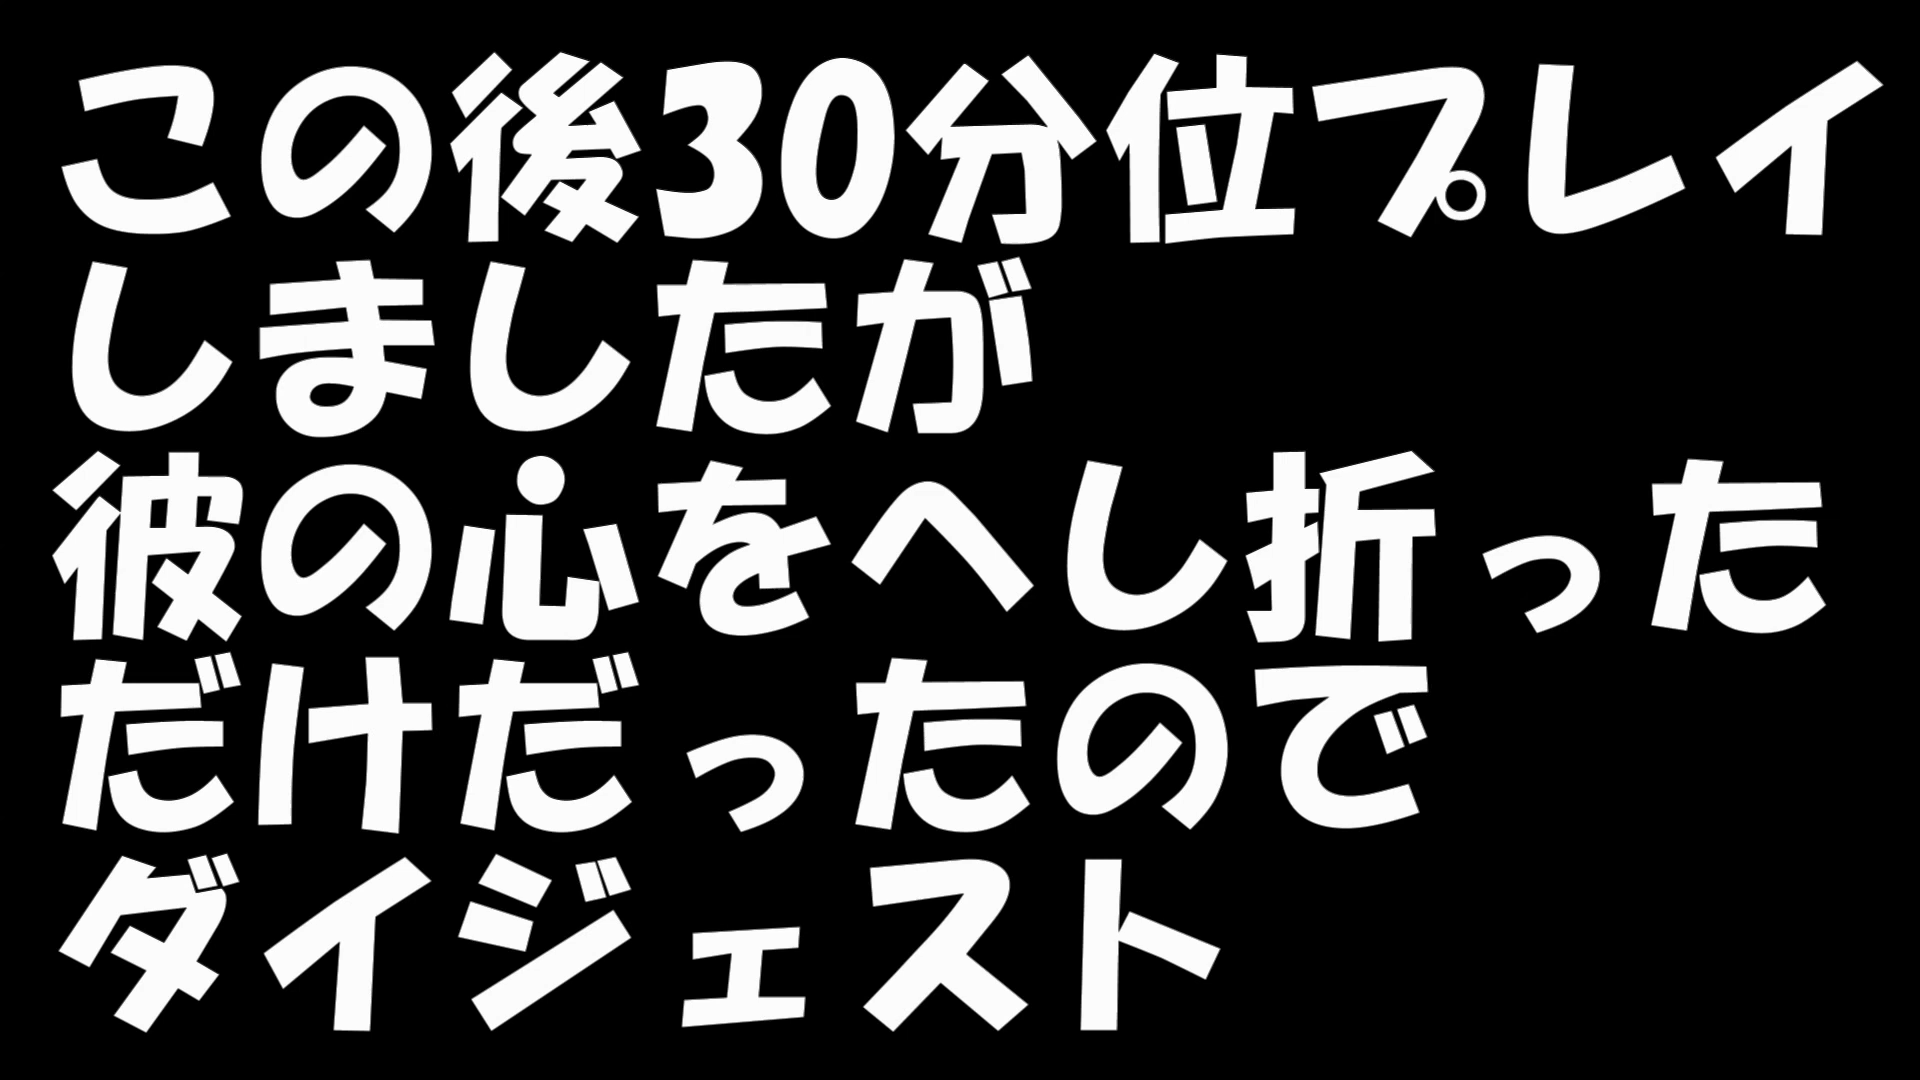 この後30分位プレイ
しましたが
彼の心をへし折った
だけだったので
ダイジェスト